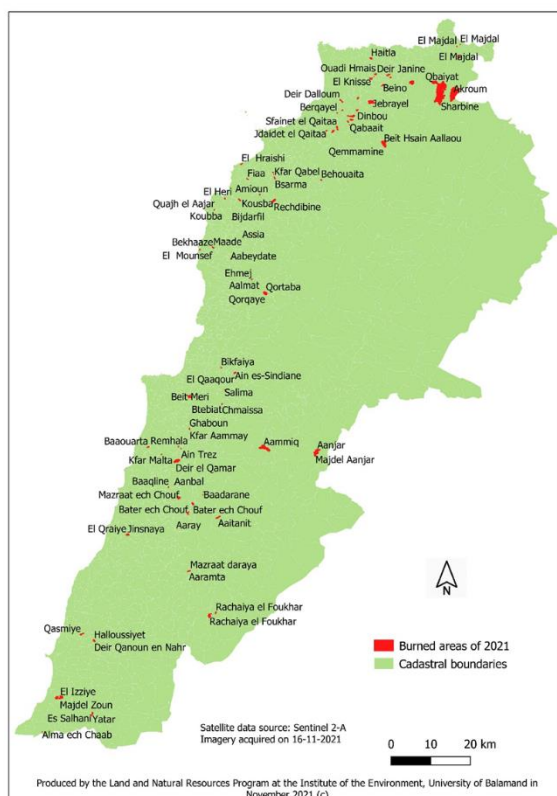 El Majdal El Majdal
Haitla
El Majdal
Ouadi Hmais Deir Janine
El Knisse
Beino
Qbaiyat
Akroum
Deir Dalloum
Jebrayel
Sharbine
Berqayel
Dinbou
Sfainet el Qaitaa
Qabaait
Jdaidet el Qaitaa
Beit Hsain Aallaou
Qemmamine
El Hraishi
Kfar Qabel
Fiaa
Behouaita
Bsarma
El Heri
Amioun
Quajh el Aajar
Kousba
Rechdibine
Koubba
Bijdarfil
Assia
Bekhaaze Maade
El Mounsef
Aabeydate
Ehmej
Aalmat
Qortaba
Qorqaye
Bikfaiya
Ain es-Sindiane
El Qaaqour
Salima
Beit Meri
Btebiat Chmaissa
Ghaboun
Kfar Aammay
Baaouarta Remhala
Aammiq
Aanjar
Ain Trez
Kfar Malta
Majdel Aanjar
Deir el Qamar
Baaqline Aanbal
Mazraat ech Chouf
Baadarane
Bater ech Chouf
Bater ech Chouf
Aaray
Aaitanit
El Qraiye Jinsnaya
Mazraat daraya
Aaramta
Rachaiya el Foukhar
Rachaiya el Foukhar
Qasmiye
Halloussiyet
Deir Qanoun en Nahr
El Izziye
Majdel Zoun
Es Salhani Yatar
Alma ech Chaab
N
Burned areas of 2021
Cadastral boundaries
Satellite data source: Sentinel 2-A
Imagery acquired on 16-11-2021
0 10 20 km
Produced by the Land and Natural Resources Program at the Institute of the Environment, University of Balamand in
November 2021 (c)